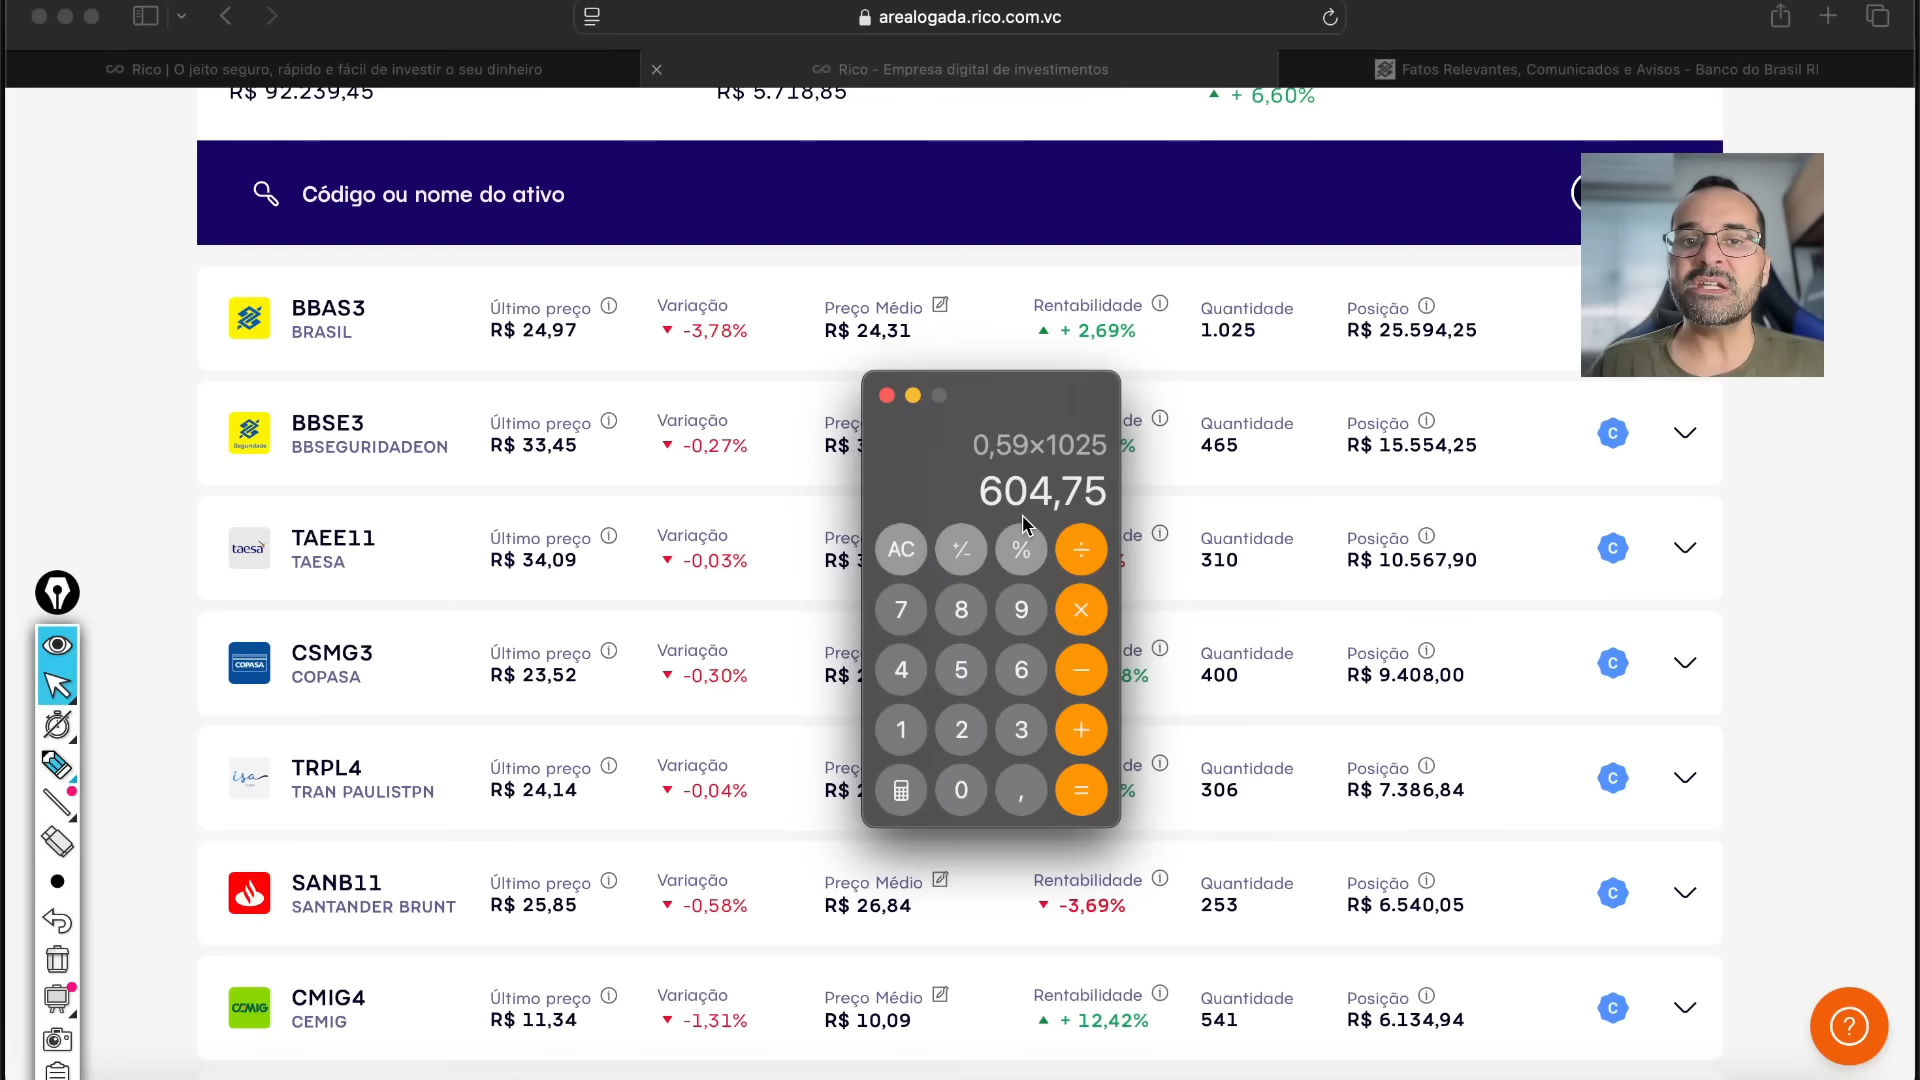 arealogada.rico.com.vc
Rico | O jeito seguro, rápido e fácil de investir o seu dinheiro
Rico - Empresa digital de investimentos
Fatos Relevantes, Comunicados e Avisos - Banco do Brasil RI
R$ 92.239,45
R$ 5.718,85
+ 6,60%
Código ou nome do ativo
BBAS3
BRASIL
Último preço
R$ 24,97
Variação
-3,78%
Preço Médio
R$ 24,31
Rentabilidade
+ 2,69%
Quantidade
1.025
Posição
R$ 25.594,25
Seguridade
BBSE3
BBSEGURIDADEON
Último preço
R$ 33,45
Variação
-0,27%
Quantidade
465
Posição
R$ 15.554,25
C
taesa
TAEE11
TAESA
Último preço
R$ 34,09
Variação
-0,03%
Quantidade
310
Posição
R$ 10.567,90
C
COPASA
CSMG3
COPASA
Último preço
R$ 23,52
Variação
-0,30%
Quantidade
400
Posição
R$ 9.408,00
C
isa
TRPL4
TRAN PAULISTPN
Último preço
R$ 24,14
Variação
-0,04%
Quantidade
306
Posição
R$ 7.386,84
C
SANB11
SANTANDER BRUNT
Último preço
R$ 25,85
Variação
-0,58%
Preço Médio
R$ 26,84
Rentabilidade
-3,69%
Quantidade
253
Posição
R$ 6.540,05
C
CEMIG
CMIG4
CEMIG
Último preço
R$ 11,34
Variação
-1,31%
Preço Médio
R$ 10,09
Rentabilidade
+ 12,42%
Quantidade
541
Posição
R$ 6.134,94
C
0,59×1025
604,75
AC +/- % ÷
7 8 9 ×
4 5 6 −
1 2 3 +
0 , =
?